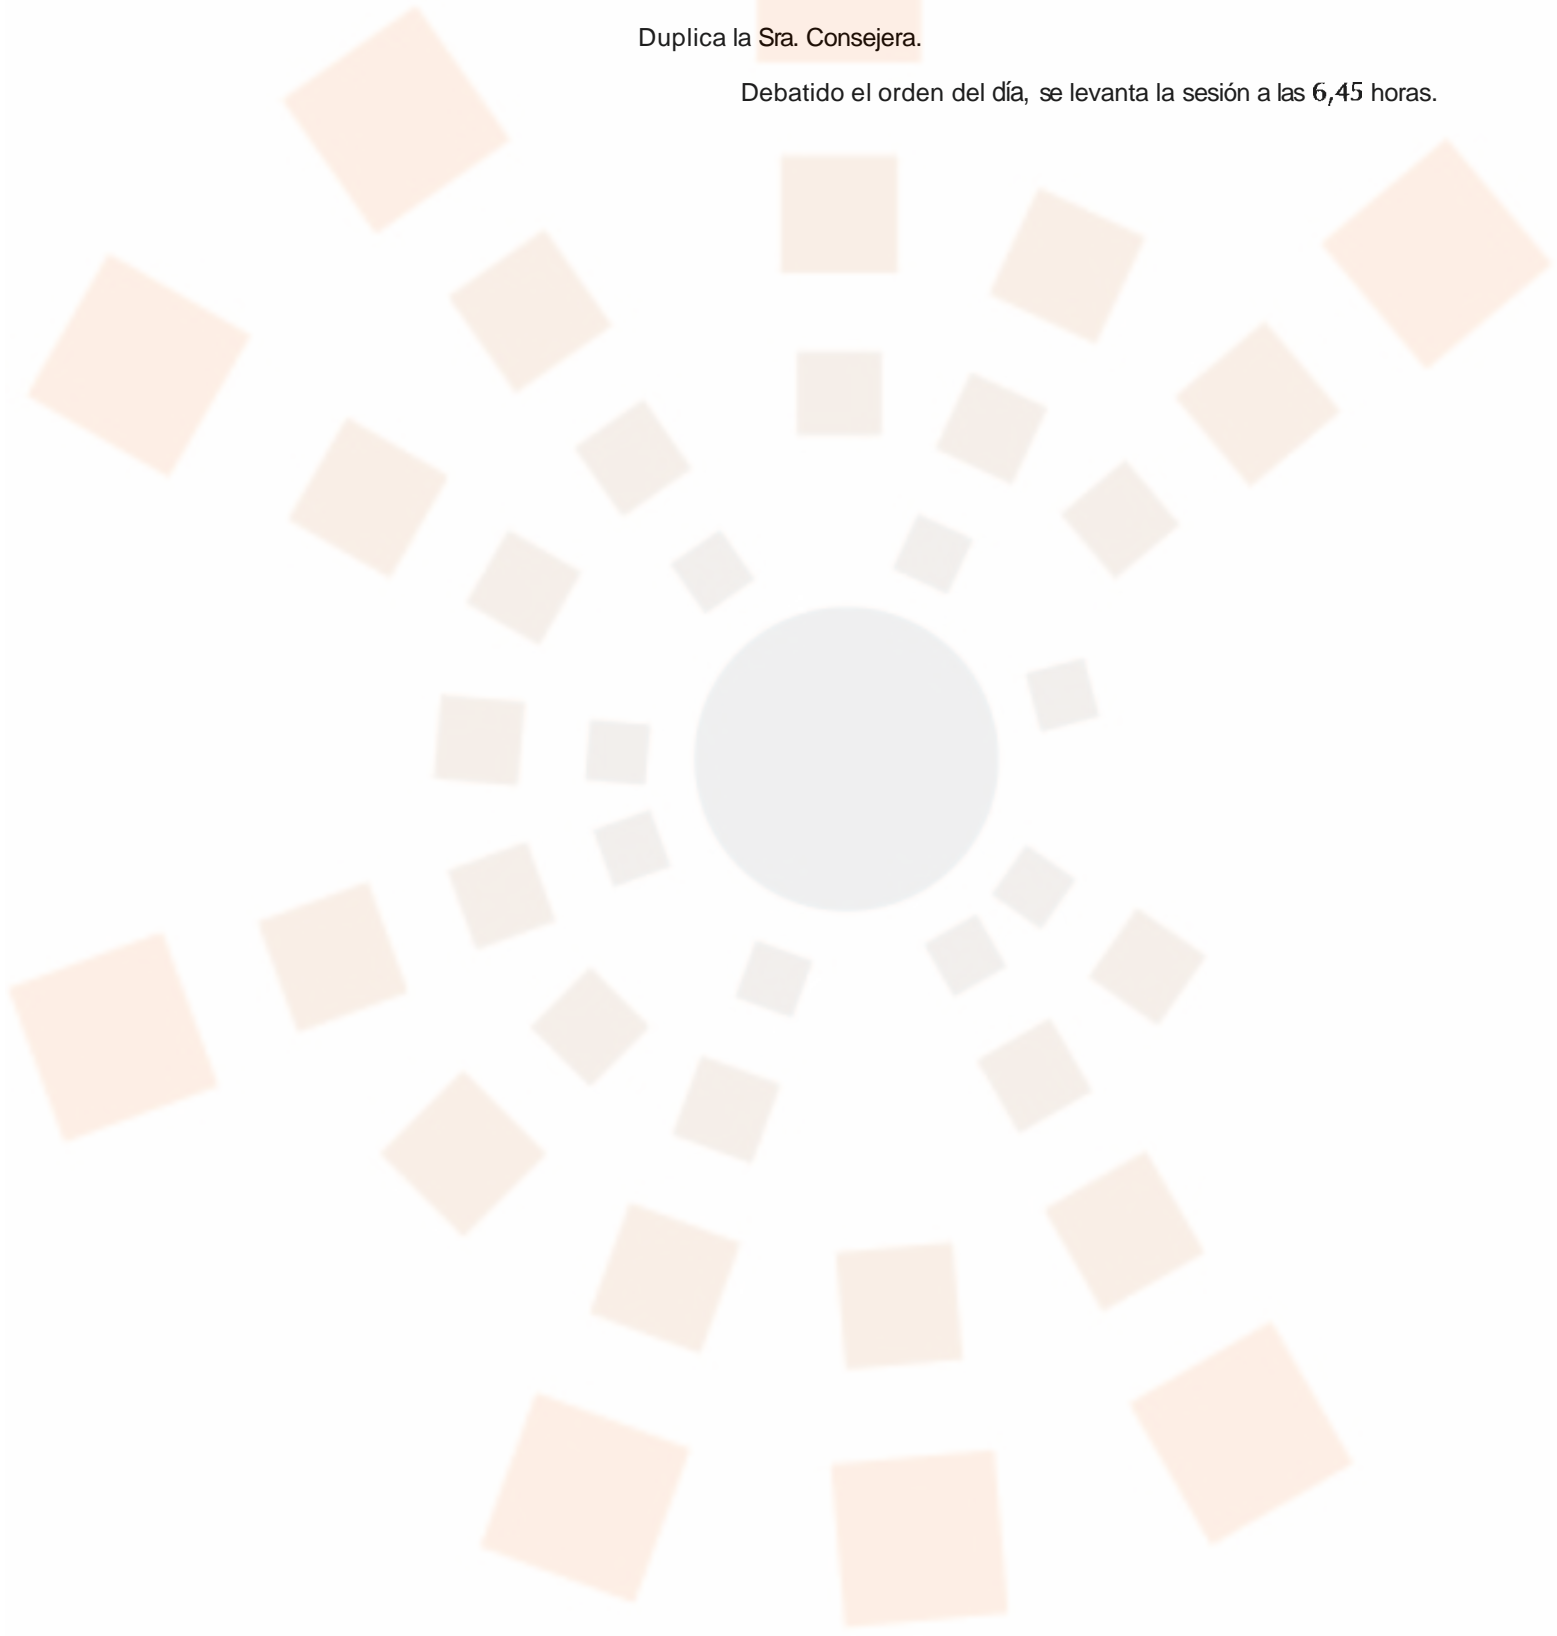 Duplica la Sra. Consejera.
Debatido el orden del día, se levanta la sesión a las 6,45 horas.